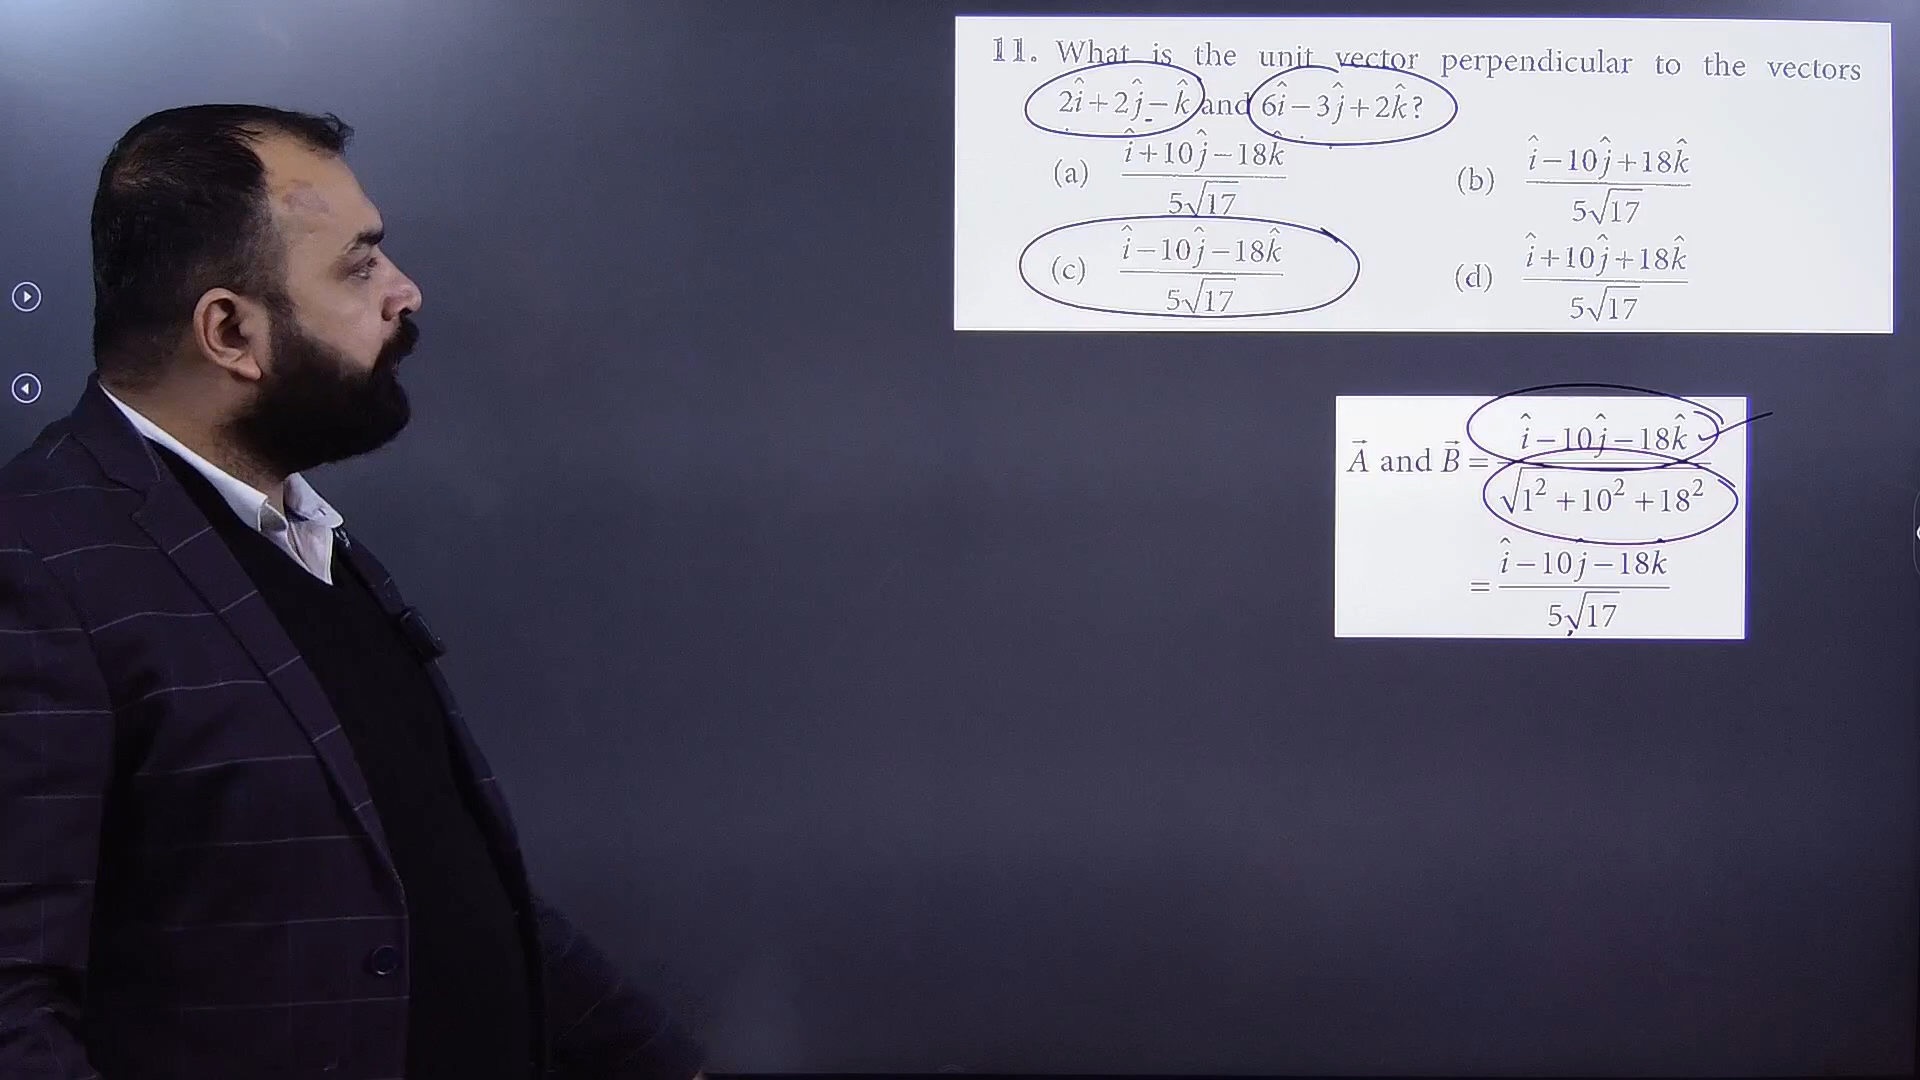 11. What is the unit vector perpendicular to the vectors
2î + 2ĵ − k̂ and 6î − 3ĵ + 2k̂?
(a) (î + 10ĵ − 18k̂)/(5√17) (b) (î − 10ĵ + 18k̂)/(5√17)
(c) (î − 10ĵ − 18k̂)/(5√17) (d) (î + 10ĵ + 18k̂)/(5√17)
A⃗ and B⃗ = (î − 10ĵ − 18k̂)/√(1² + 10² + 18²)
= (î − 10j − 18k)/(5√17)